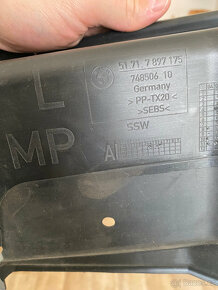 L
MP
51.71 7 897 175
748506 10
Germany
> PP-TX20 <
> SEBS <
SSW
A